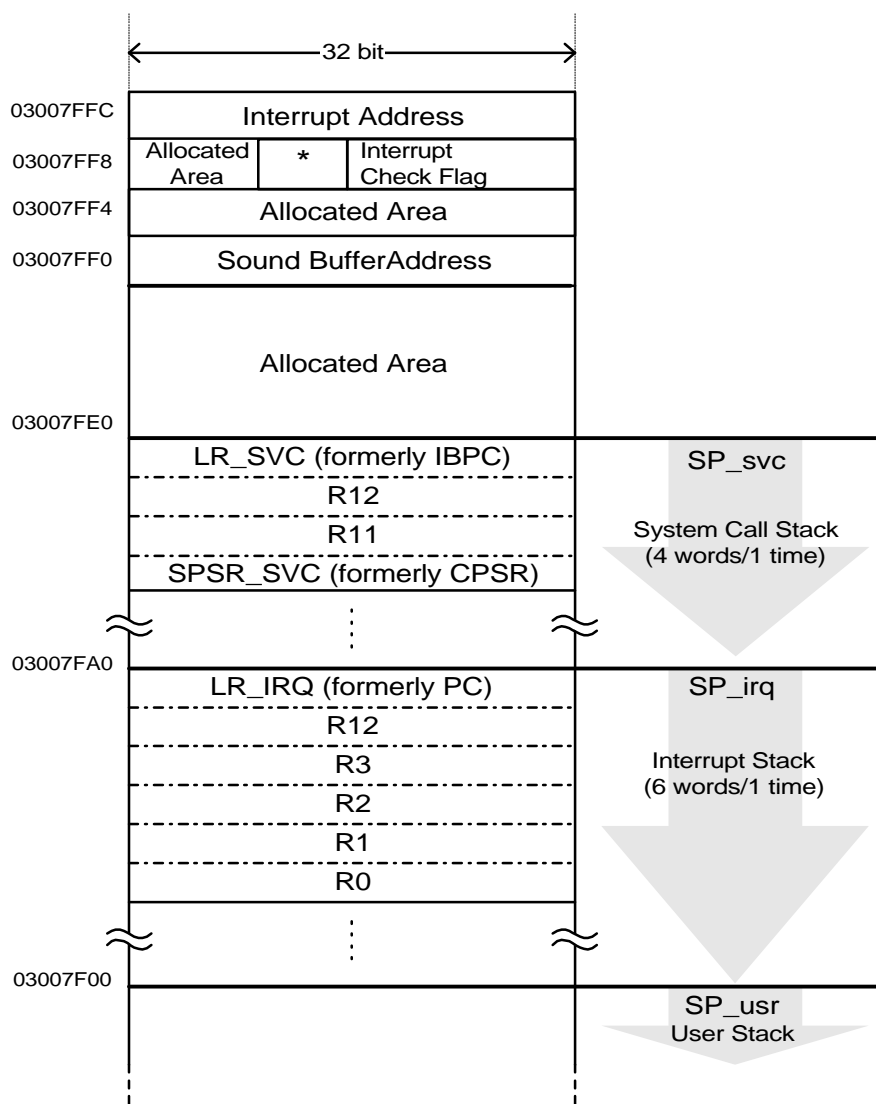 32 bit
03007FFC
Interrupt Address
03007FF8
Allocated
Area
*
Interrupt
Check Flag
03007FF4
Allocated Area
03007FF0
Sound BufferAddress
Allocated Area
03007FE0
LR_SVC (formerly IBPC)
R12
R11
SPSR_SVC (formerly CPSR)
SP_svc
System Call Stack
(4 words/1 time)
03007FA0
LR_IRQ (formerly PC)
R12
R3
R2
R1
R0
SP_irq
Interrupt Stack
(6 words/1 time)
03007F00
SP_usr
User Stack